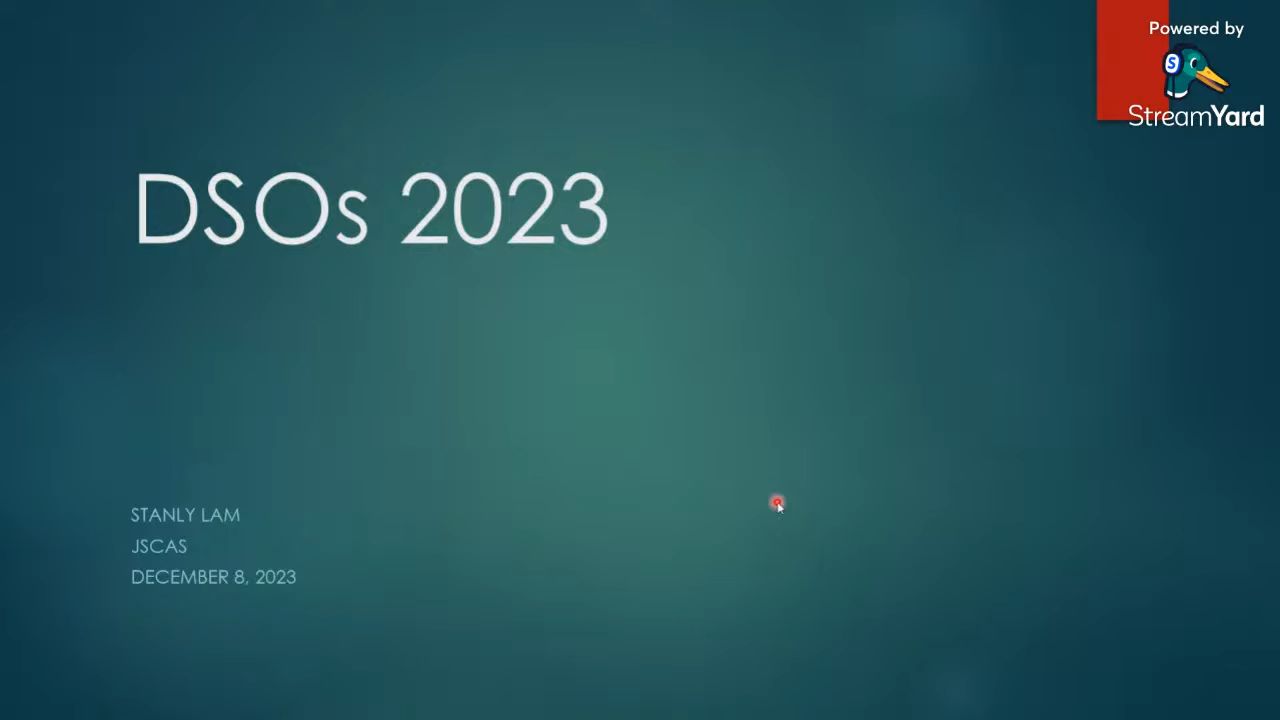 Powered by
S
StreamYard
DSOs 2023
STANLY LAM
JSCAS
DECEMBER 8, 2023